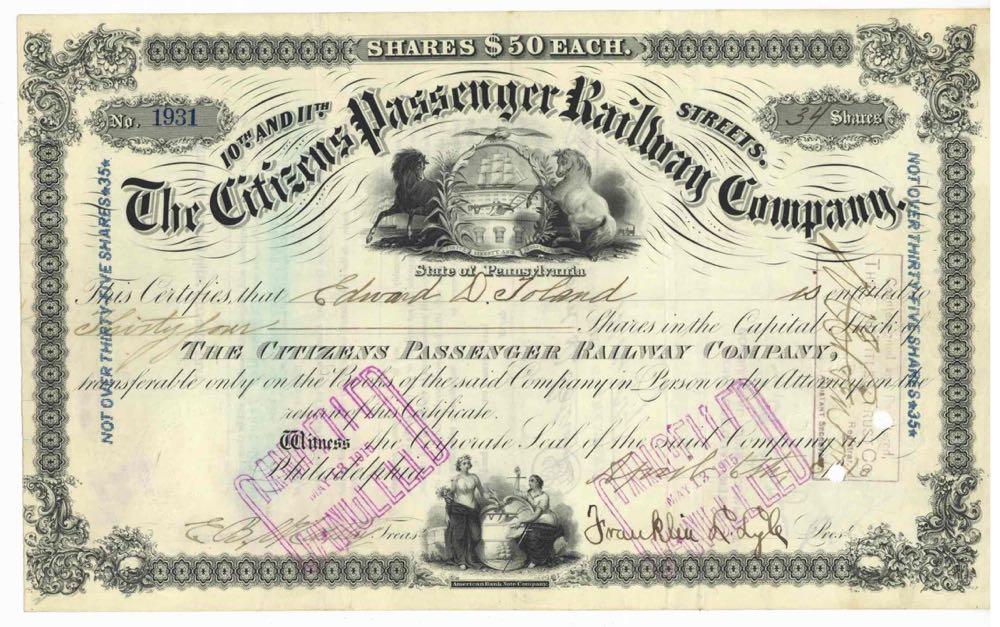 SHARES $50 EACH.
No. 1931
10TH AND 11TH STREETS.
34 Shares
The Citizens Passenger Railway Company.
NOT OVER THIRTY-FIVE SHARES★35★
NOT OVER THIRTY-FIVE SHARES★35★
State of Pennsylvania
This Certifies, that Edward D. Toland is entitled to
Thirty four Shares in the Capital Stock of
THE CITIZENS PASSENGER RAILWAY COMPANY,
transferable only on the Books of the said Company in Person or by Attorney on the
return of this Certificate.
Witness the Corporate Seal of the said Company at
Philadelphia
CANCELLED
CANCELLED
MAY 13 1915
Treas.
Franklin Pres.
American Bank Note Company.